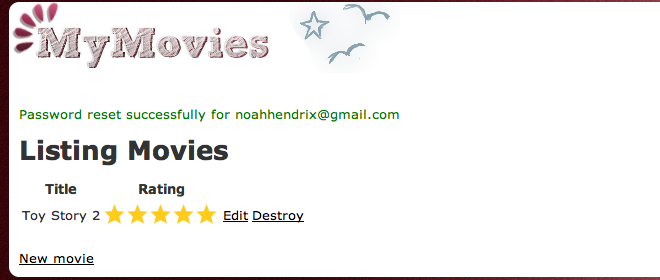 MyMovies
Password reset successfully for noahhendrix@gmail.com
Listing Movies
Title Rating
Toy Story 2 Edit Destroy
New movie